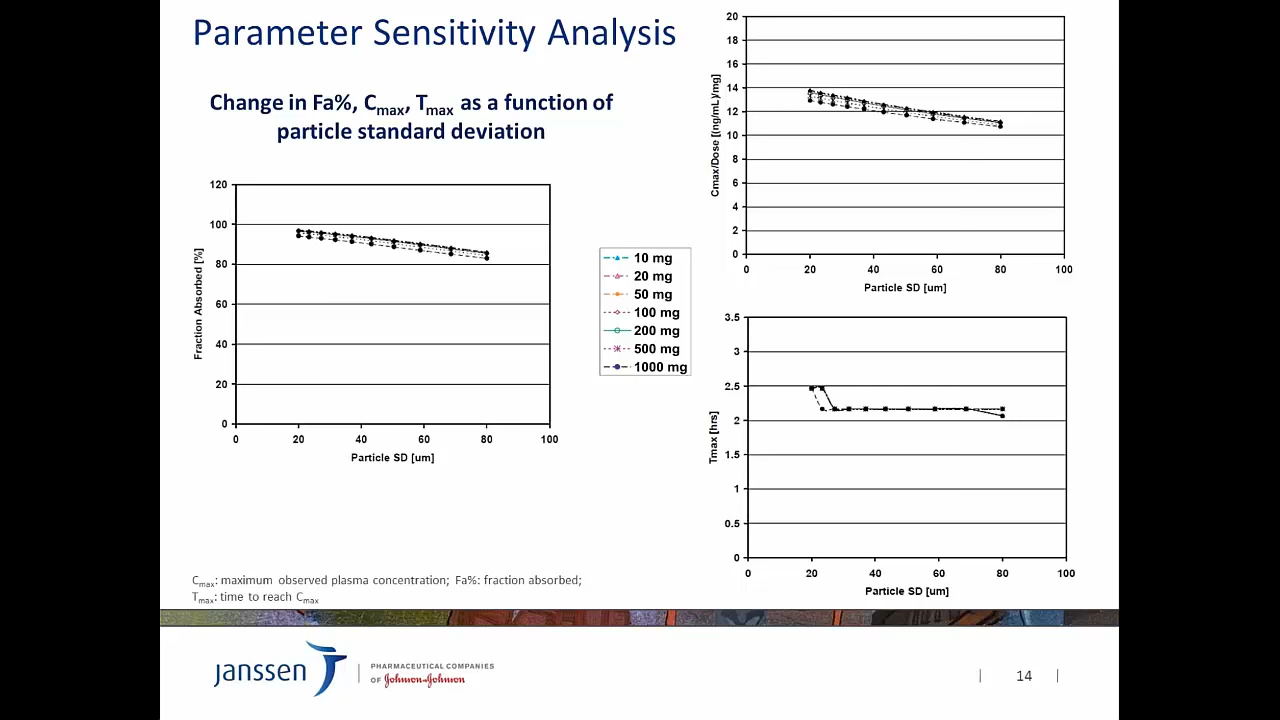 Parameter Sensitivity Analysis
Change in Fa%, Cmax, Tmax as a function of
particle standard deviation
120
100
80
60
40
20
0
Fraction Absorbed [%]
0 20 40 60 80 100
Particle SD [um]
10 mg
20 mg
50 mg
100 mg
200 mg
500 mg
1000 mg
20
18
16
14
12
10
8
6
4
2
0
Cmax/Dose [(ng/mL)/mg]
0 20 40 60 80 100
Particle SD [um]
3.5
3
2.5
2
1.5
1
0.5
0
Tmax [hrs]
0 20 40 60 80 100
Particle SD [um]
Cmax: maximum observed plasma concentration; Fa%: fraction absorbed;
Tmax: time to reach Cmax
janssen
PHARMACEUTICAL COMPANIES
OF Johnson&Johnson
| 14 |